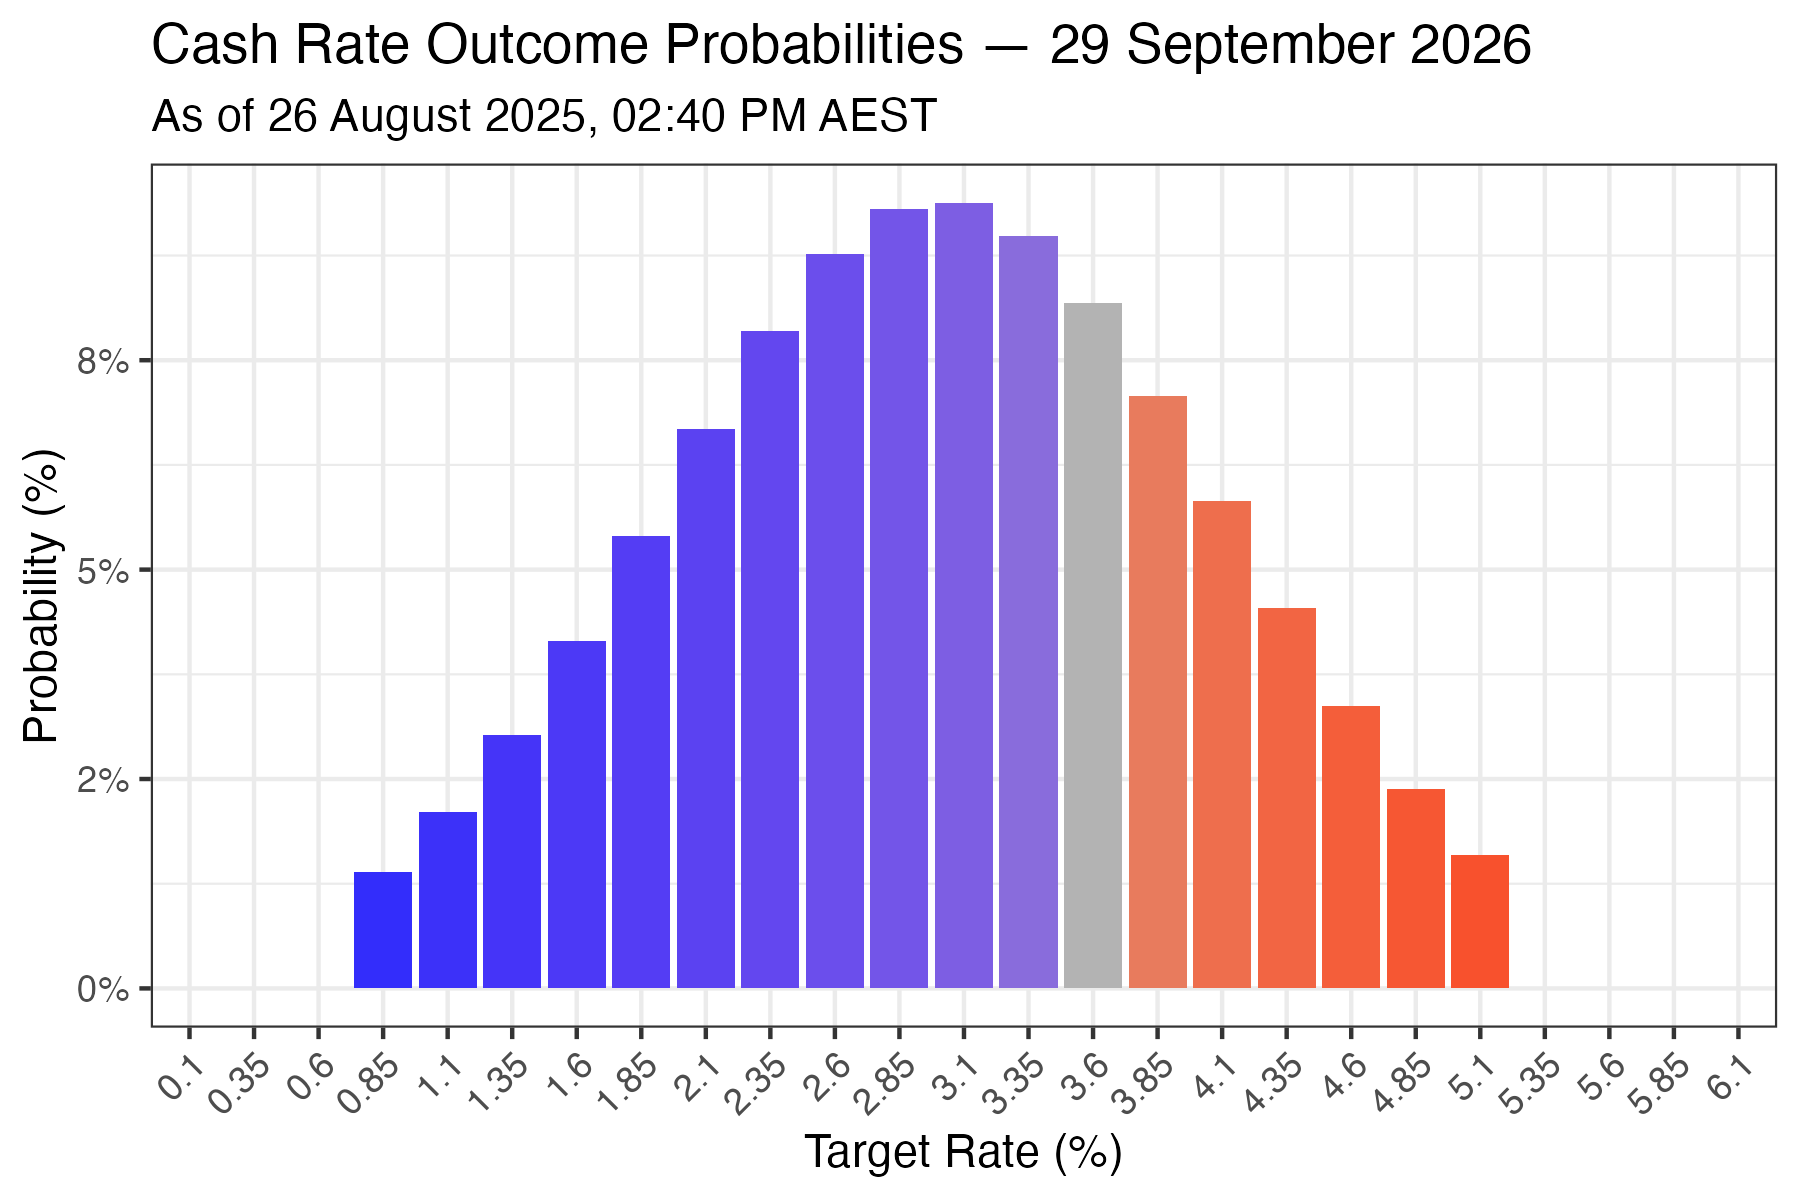 Cash Rate Outcome Probabilities — 29 September 2026
As of 26 August 2025, 02:40 PM AEST
Probability (%)
8%
5%
2%
0%
0.1 0.35 0.6 0.85 1.1 1.35 1.6 1.85 2.1 2.35 2.6 2.85 3.1 3.35 3.6 3.85 4.1 4.35 4.6 4.85 5.1 5.35 5.6 5.85 6.1
Target Rate (%)